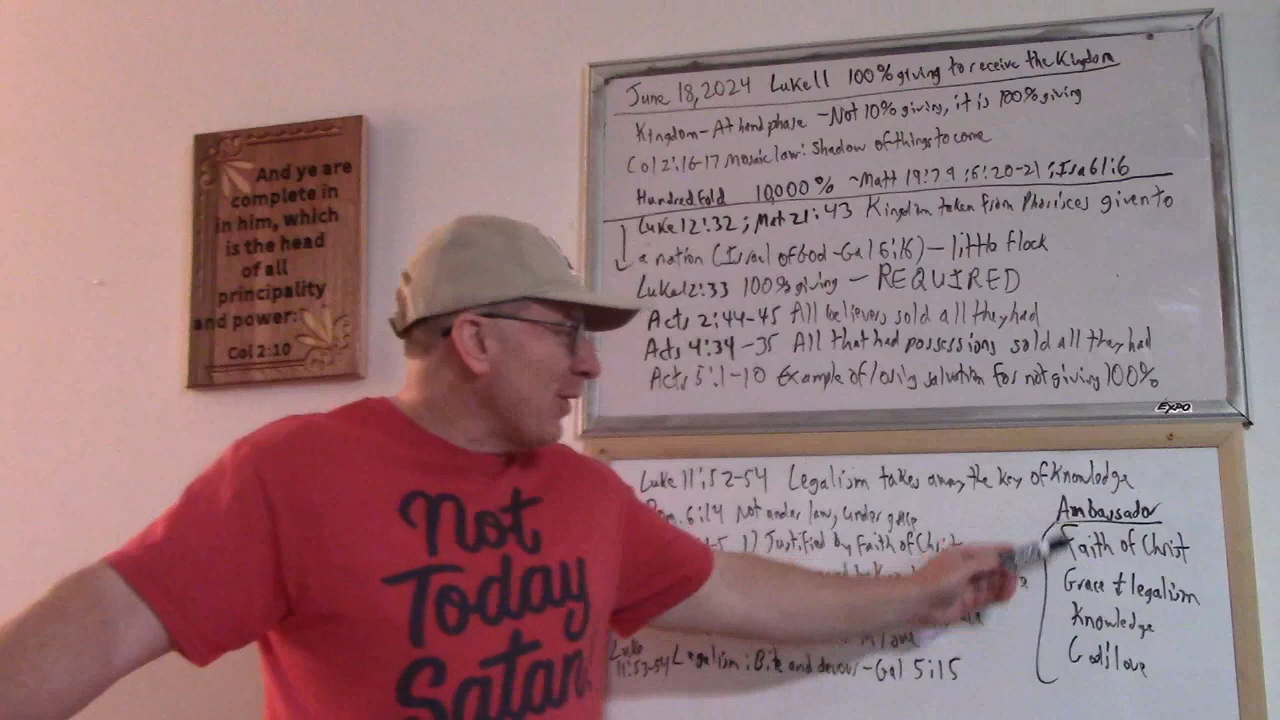 And ye are
complete in
in him, which
is the head
of all
principality
and power:
Col 2:10
June 18, 2024 Luke 11 100% giving to receive the Kingdom
Kingdom - At hand phase - Not 10% giving, it is 100% giving
Col 2:16-17 Mosaic law: Shadow of things to come
Hundredfold 10,000% ~ Matt 19:29; 6:20-21; Isa 61:6
Luke 12:32; Mat 21:43 Kingdom taken from Pharisees given to
a nation (Israel of God - Gal 6:16) - little flock
Luke 12:33 100% giving - REQUIRED
Acts 2:44-45 All believers sold all they had
Acts 4:34-35 All that had possessions sold all they had
Acts 5:1-10 Example of losing salvation for not giving 100%
EXPO
Luke 11:52-54 Legalism takes away the key of Knowledge
6:14 Not under law, under grace
1) Justified by Faith of Christ
Luke
11:53-54 Legalism: Bite and devour - Gal 5:15
Ambassador
Faith of Christ
Grace ≠ legalism
Knowledge
God's love
Not
Today
Satan!